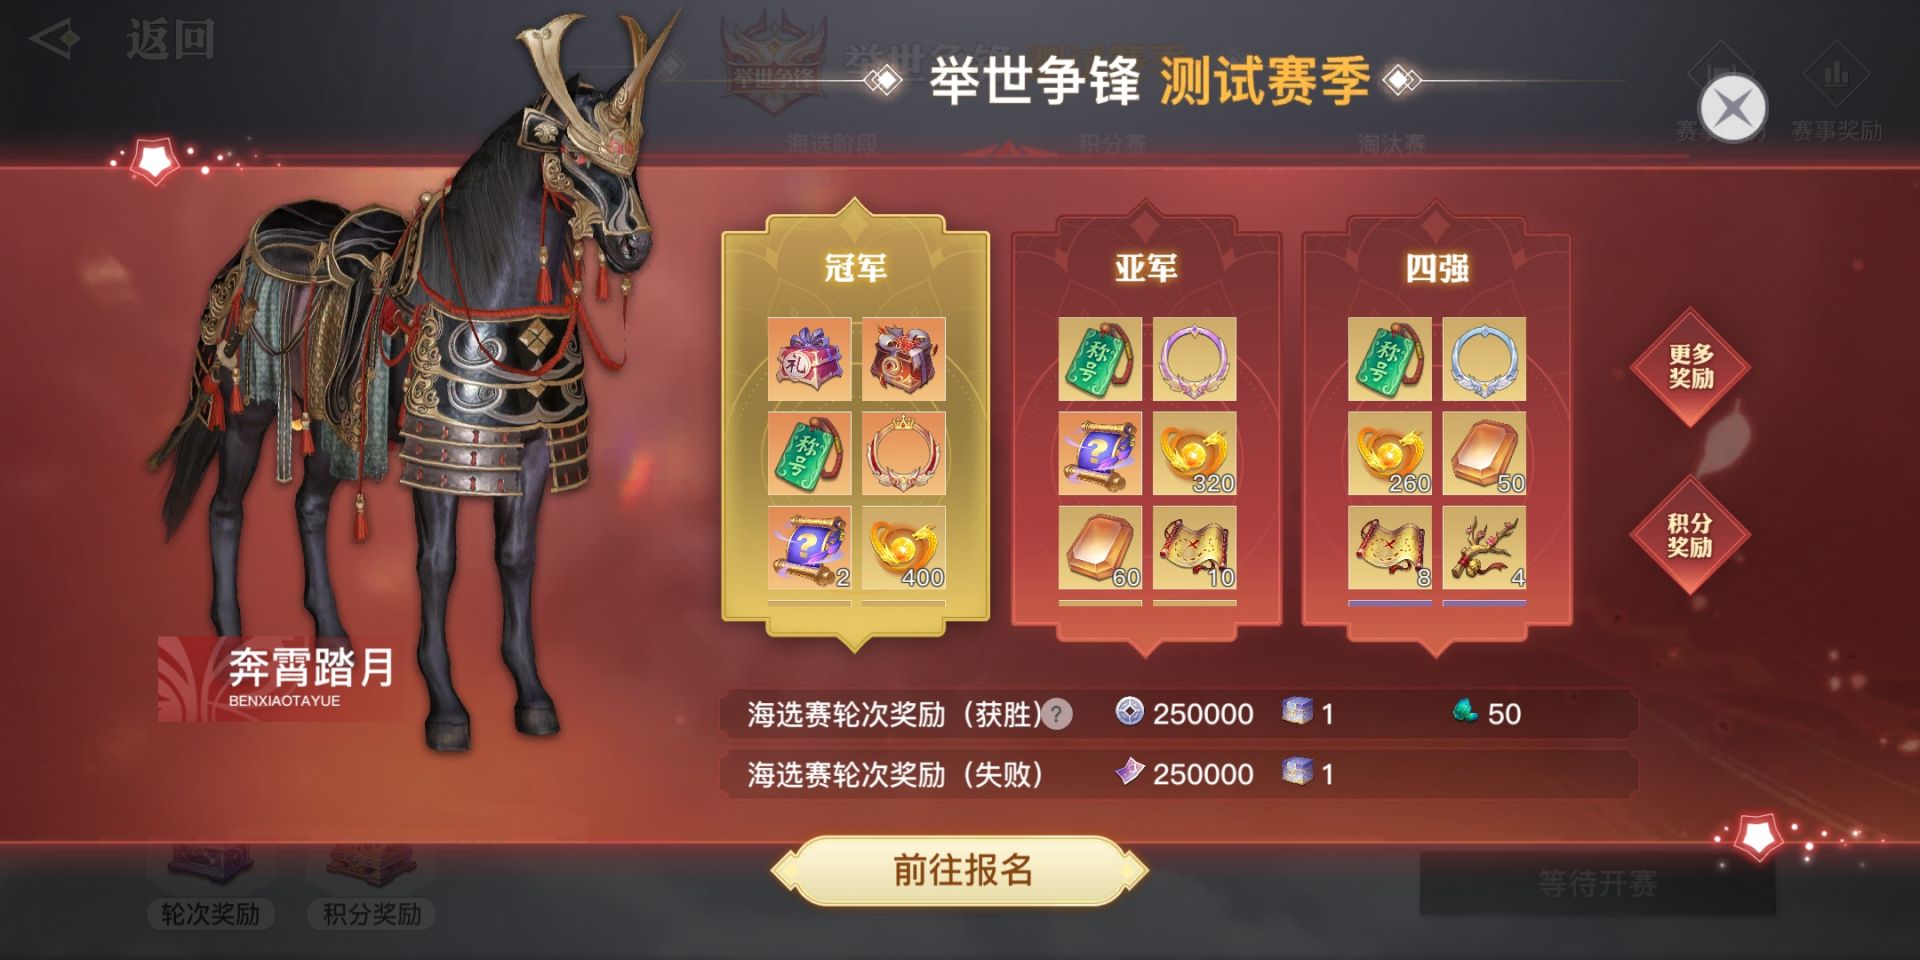 返回
举世争锋 测试赛季
举世争锋
海选阶段
积分赛
淘汰赛
赛事奖励
冠军
亚军
四强
礼
称号
2
400
称号
320
60
10
称号
260
50
8
4
更多
奖励
积分
奖励
奔霄踏月
BENXIAOTAYUE
海选赛轮次奖励（获胜）? 250000 1 50
海选赛轮次奖励（失败） 250000 1
前往报名
等待开赛
轮次奖励
积分奖励